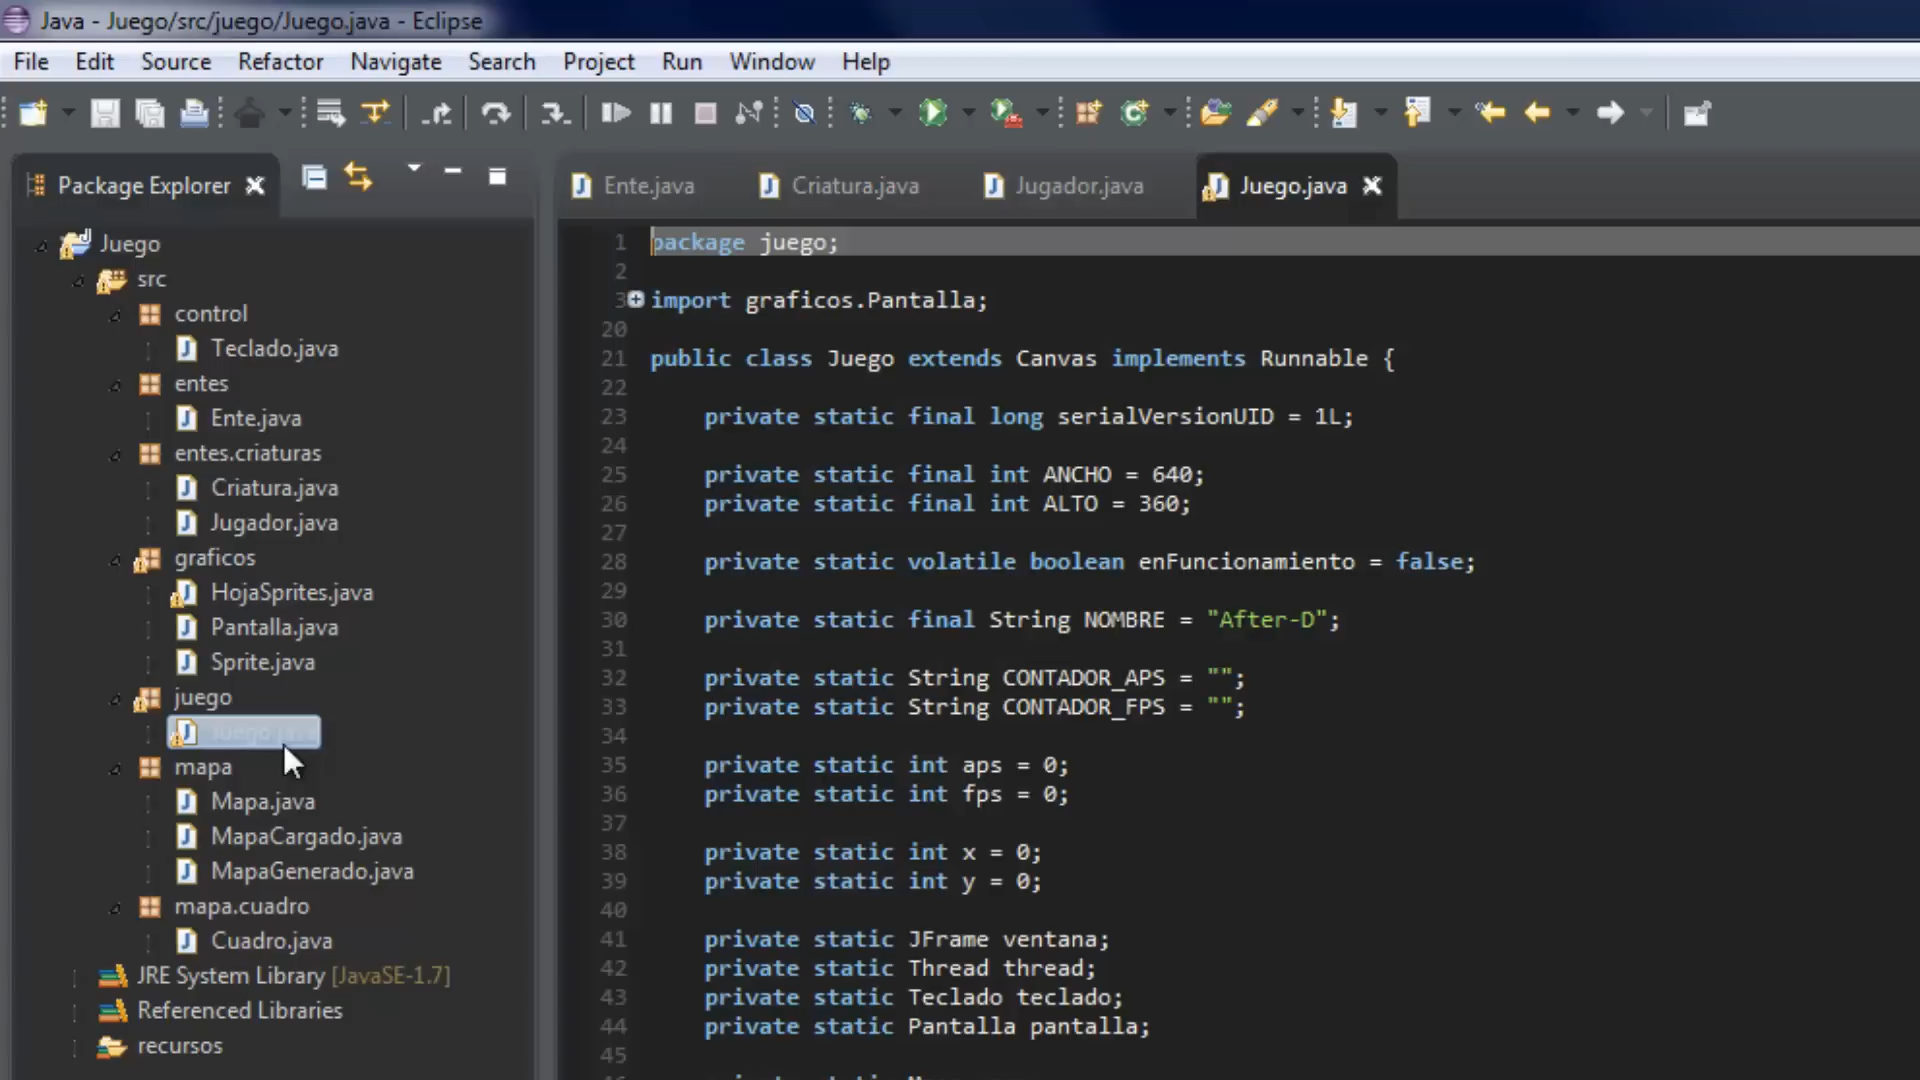 Java - Juego/src/juego/Juego.java - Eclipse
File Edit Source Refactor Navigate Search Project Run Window Help
Package Explorer
Juego
src
control
Teclado.java
entes
Ente.java
entes.criaturas
Criatura.java
Jugador.java
graficos
HojaSprites.java
Pantalla.java
Sprite.java
juego
Juego.java
mapa
Mapa.java
MapaCargado.java
MapaGenerado.java
mapa.cuadro
Cuadro.java
JRE System Library [JavaSE-1.7]
Referenced Libraries
recursos
Ente.java Criatura.java Jugador.java Juego.java
1 package juego;
2
3 import graficos.Pantalla;
20
21 public class Juego extends Canvas implements Runnable {
22
23 private static final long serialVersionUID = 1L;
24
25 private static final int ANCHO = 640;
26 private static final int ALTO = 360;
27
28 private static volatile boolean enFuncionamiento = false;
29
30 private static final String NOMBRE = "After-D";
31
32 private static String CONTADOR_APS = "";
33 private static String CONTADOR_FPS = "";
34
35 private static int aps = 0;
36 private static int fps = 0;
37
38 private static int x = 0;
39 private static int y = 0;
40
41 private static JFrame ventana;
42 private static Thread thread;
43 private static Teclado teclado;
44 private static Pantalla pantalla;
45